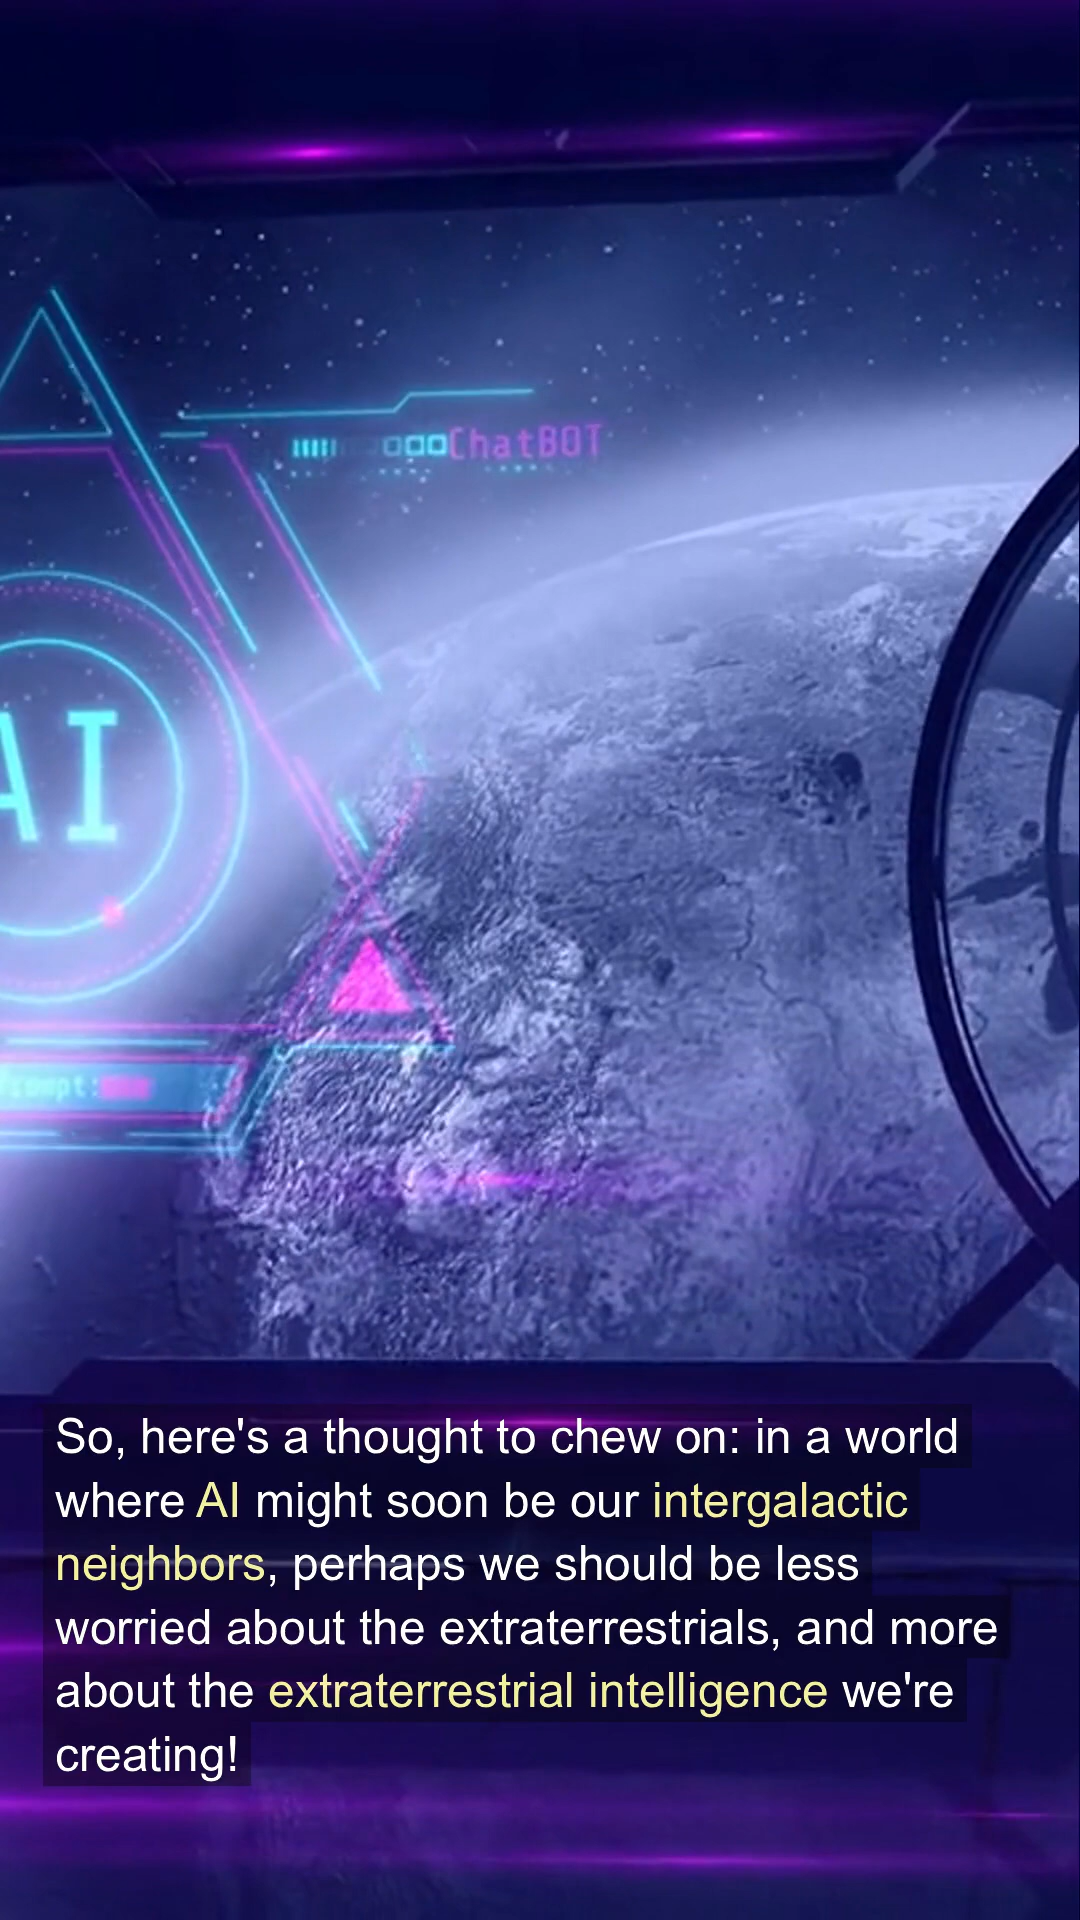 ChatBOT
AI
Prompt:
So, here's a thought to chew on: in a world
where AI might soon be our intergalactic
neighbors, perhaps we should be less
worried about the extraterrestrials, and more
about the extraterrestrial intelligence we're
creating!